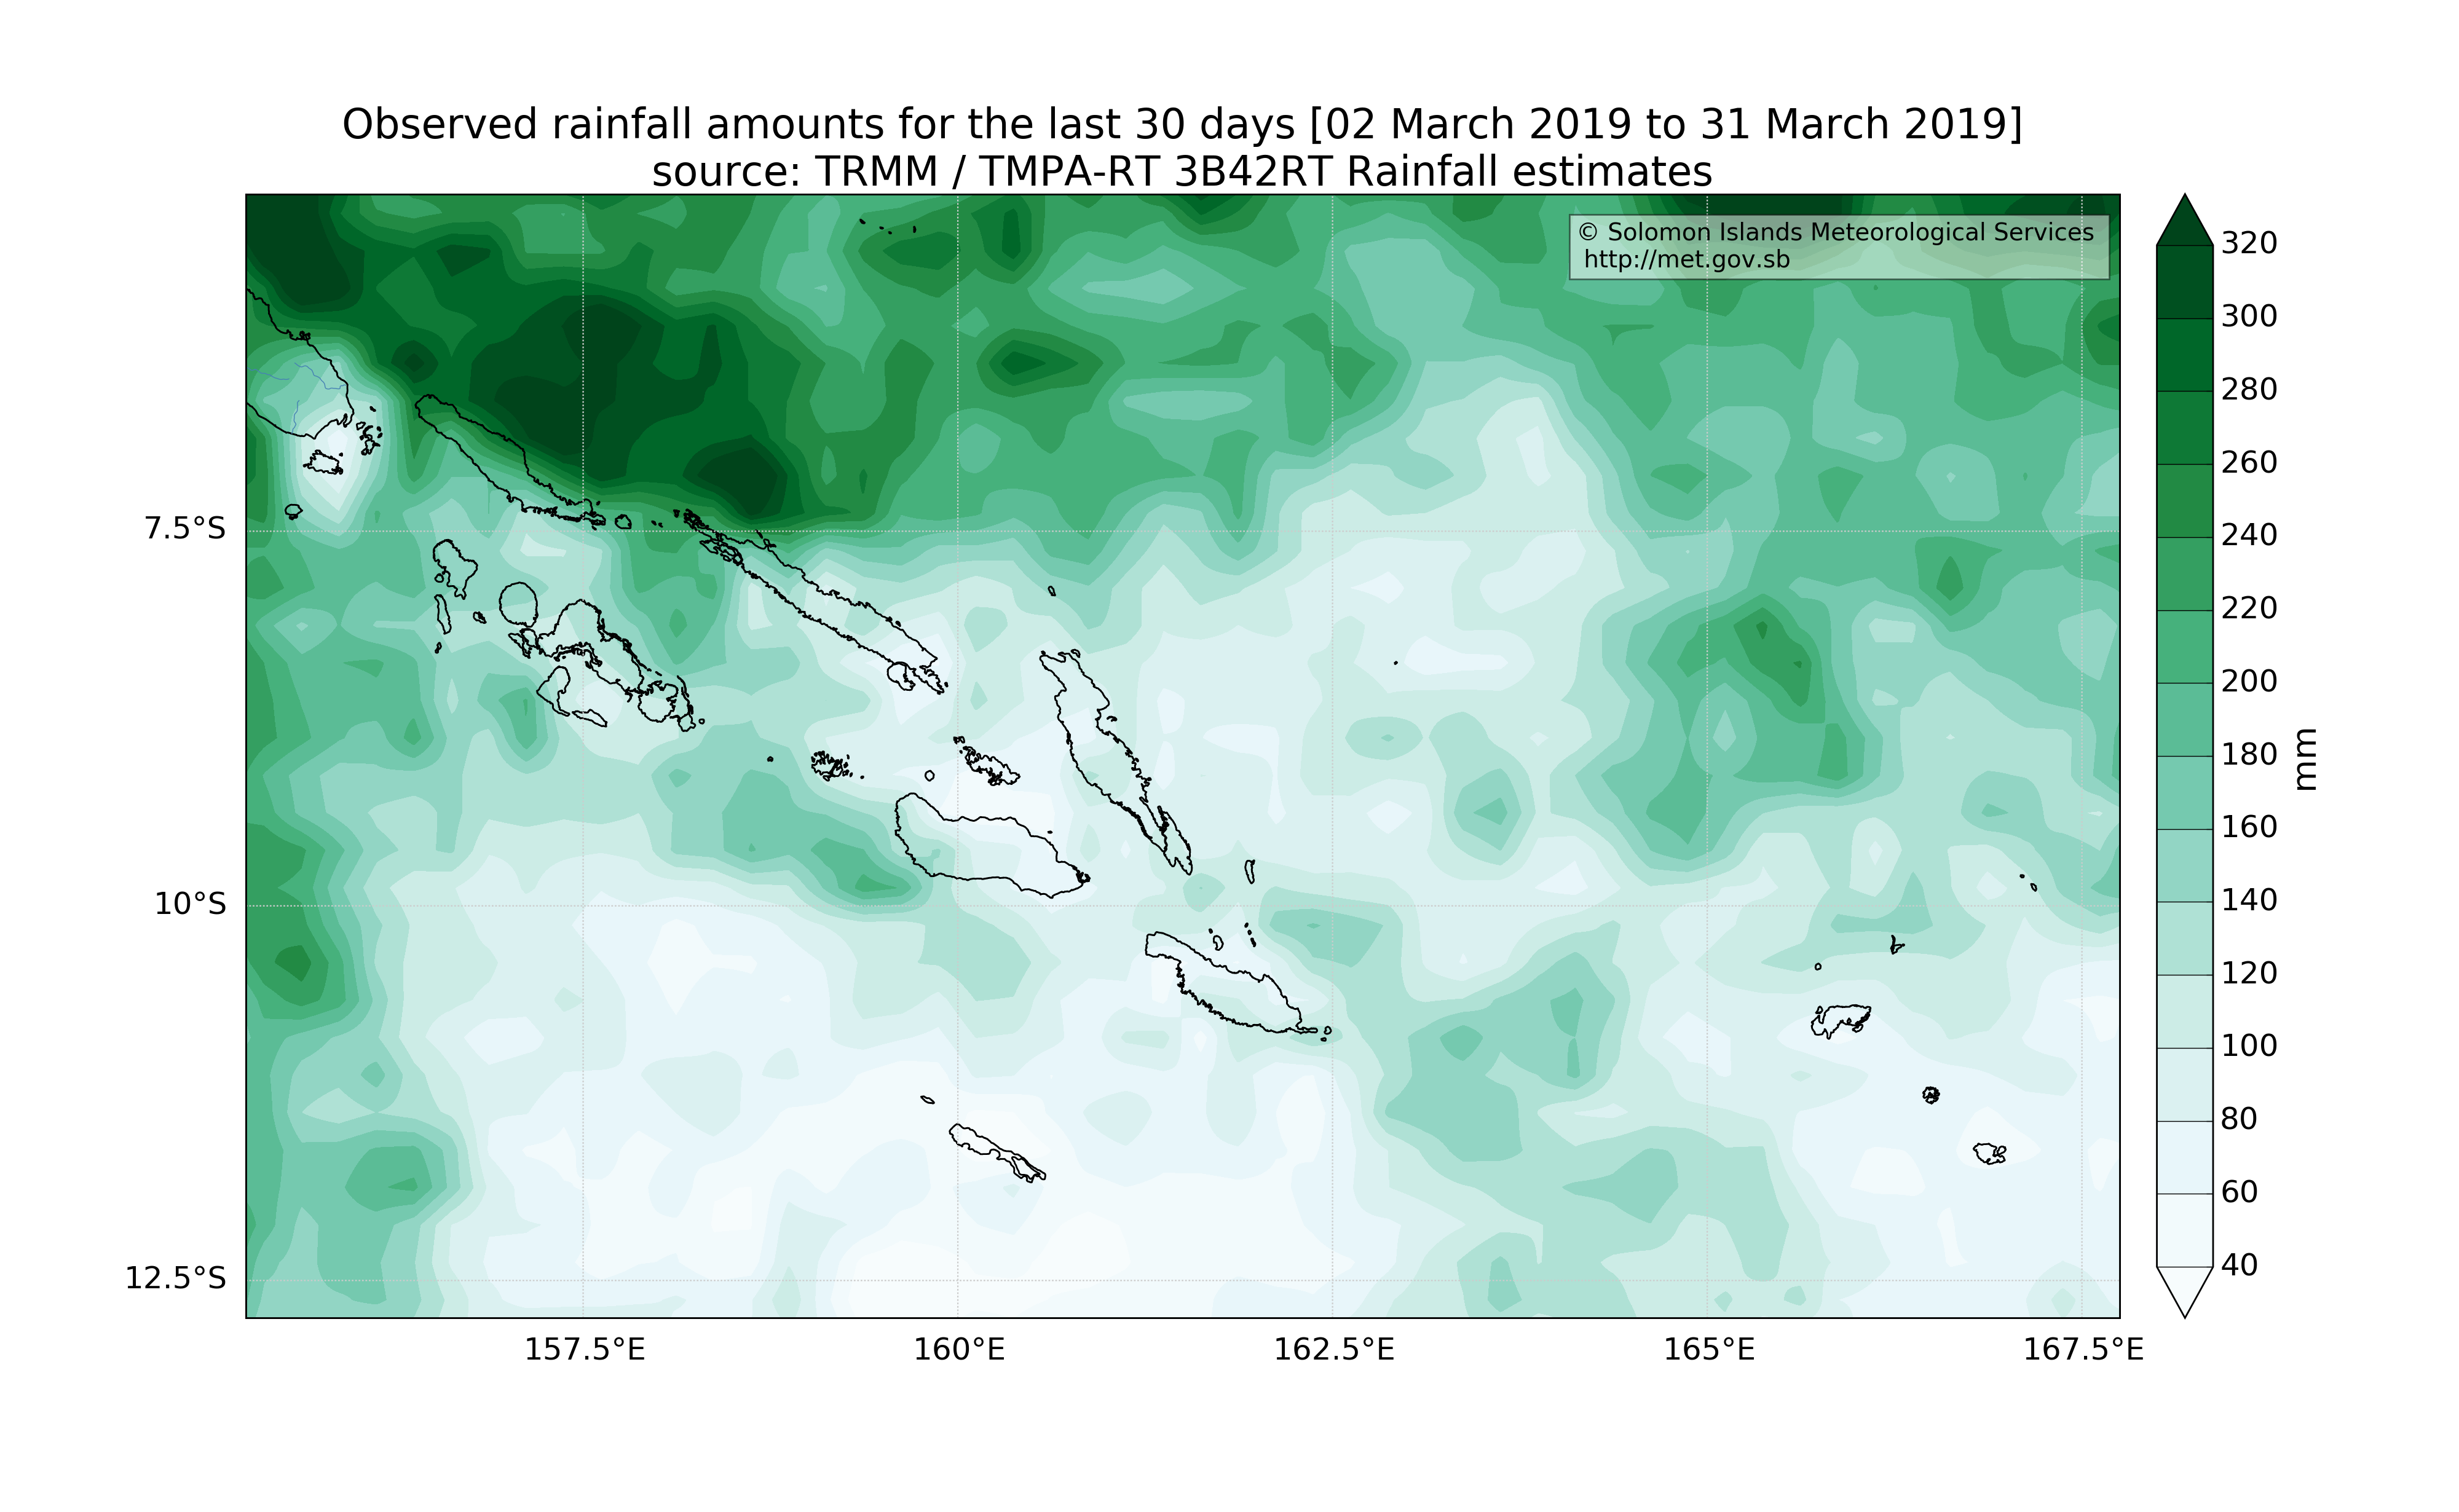 Observed rainfall amounts for the last 30 days [02 March 2019 to 31 March 2019]
source: TRMM / TMPA-RT 3B42RT Rainfall estimates
© Solomon Islands Meteorological Services
http://met.gov.sb
7.5°S
10°S
12.5°S
157.5°E
160°E
162.5°E
165°E
167.5°E
320
300
280
260
240
220
200
180
160
140
120
100
80
60
40
mm